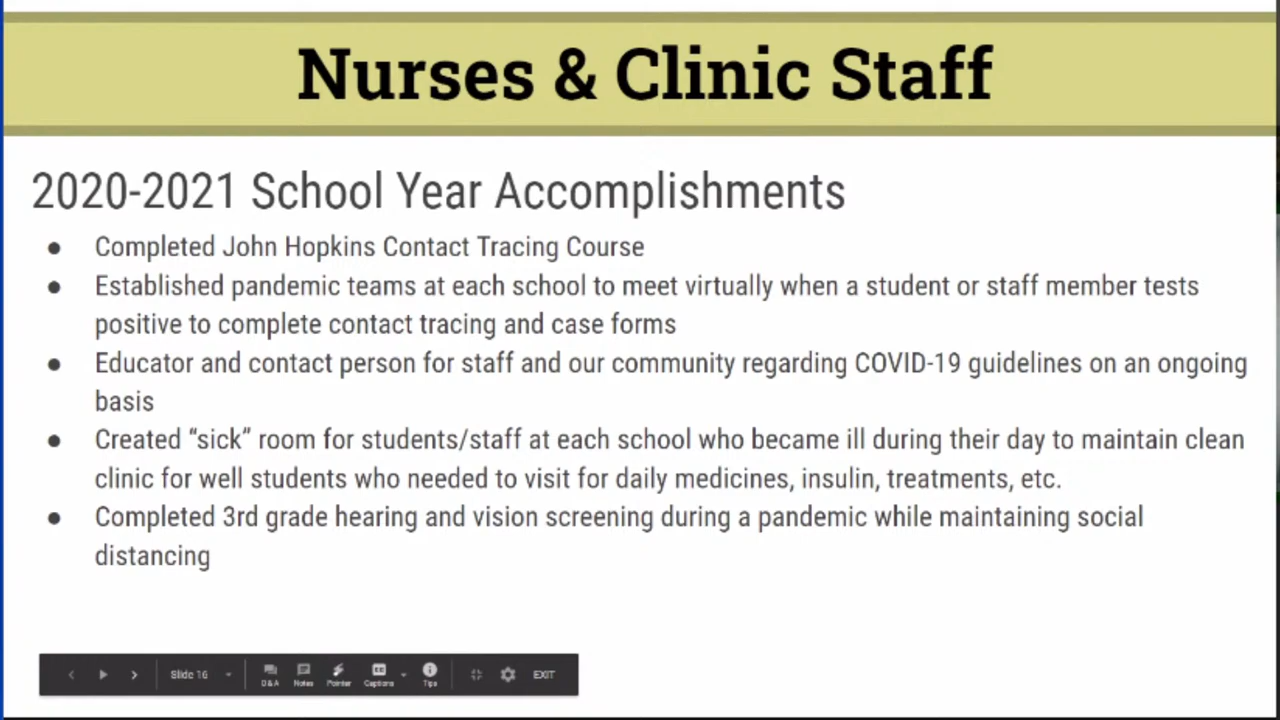 Nurses & Clinic Staff
2020-2021 School Year Accomplishments
● Completed John Hopkins Contact Tracing Course
● Established pandemic teams at each school to meet virtually when a student or staff member tests
positive to complete contact tracing and case forms
● Educator and contact person for staff and our community regarding COVID-19 guidelines on an ongoing
basis
● Created “sick” room for students/staff at each school who became ill during their day to maintain clean
clinic for well students who needed to visit for daily medicines, insulin, treatments, etc.
● Completed 3rd grade hearing and vision screening during a pandemic while maintaining social
distancing
Slide 16 Q&A Notes Pointer Captions Tips EXIT